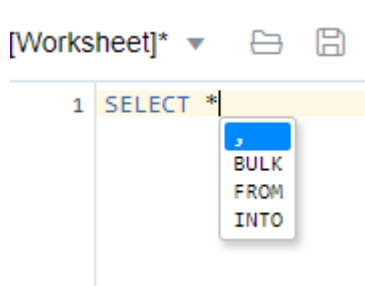 [Worksheet]*
1 SELECT *
,
BULK
FROM
INTO